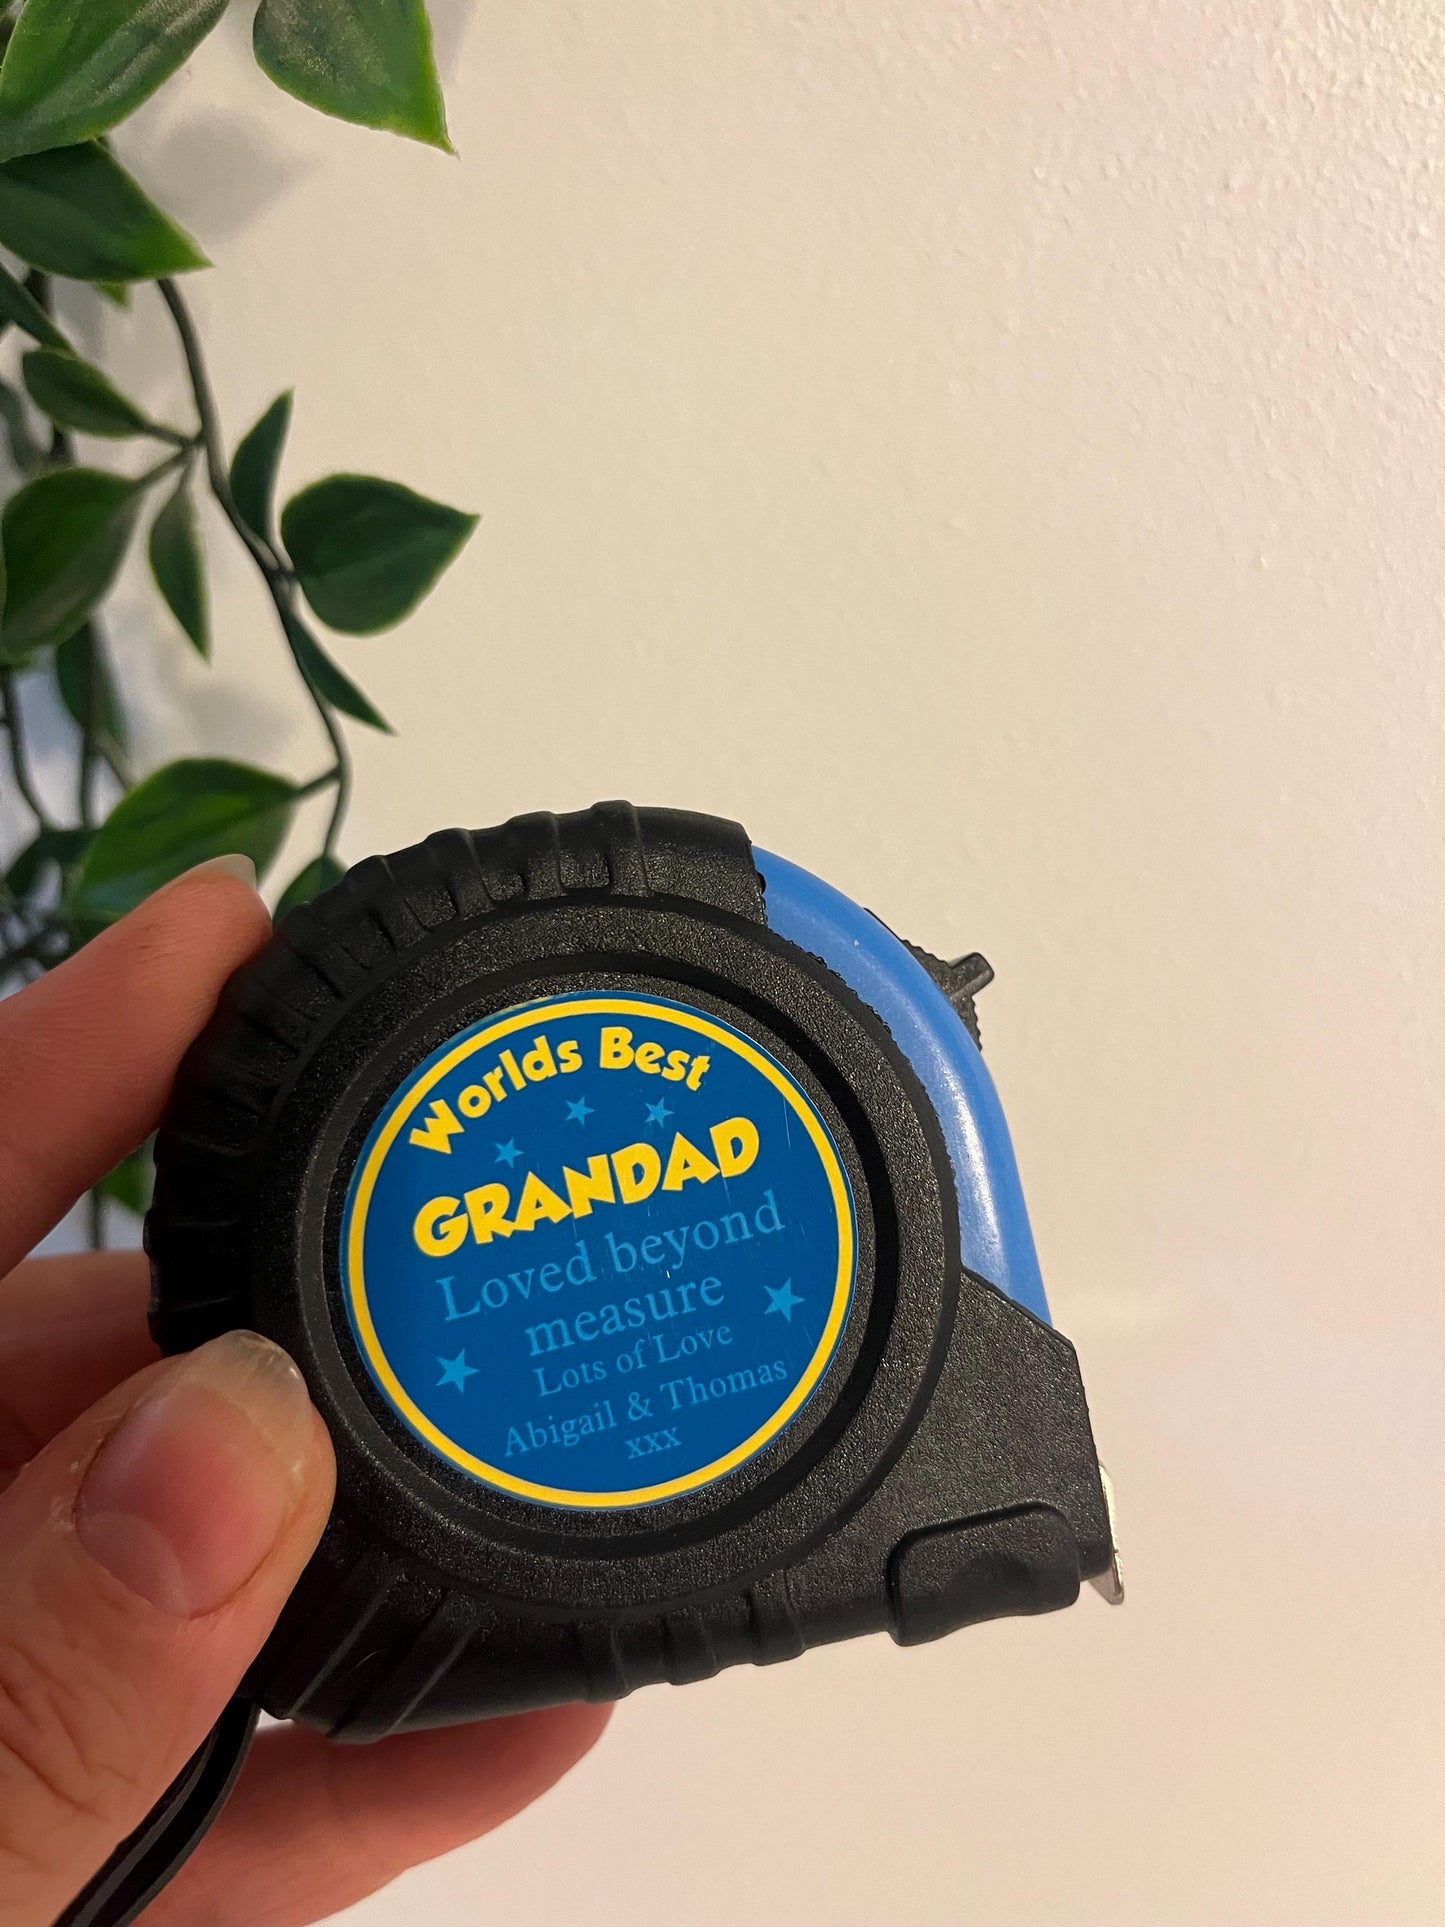 Worlds Best
GRANDAD
Loved beyond
measure
Lots of Love
Abigail & Thomas
xxx